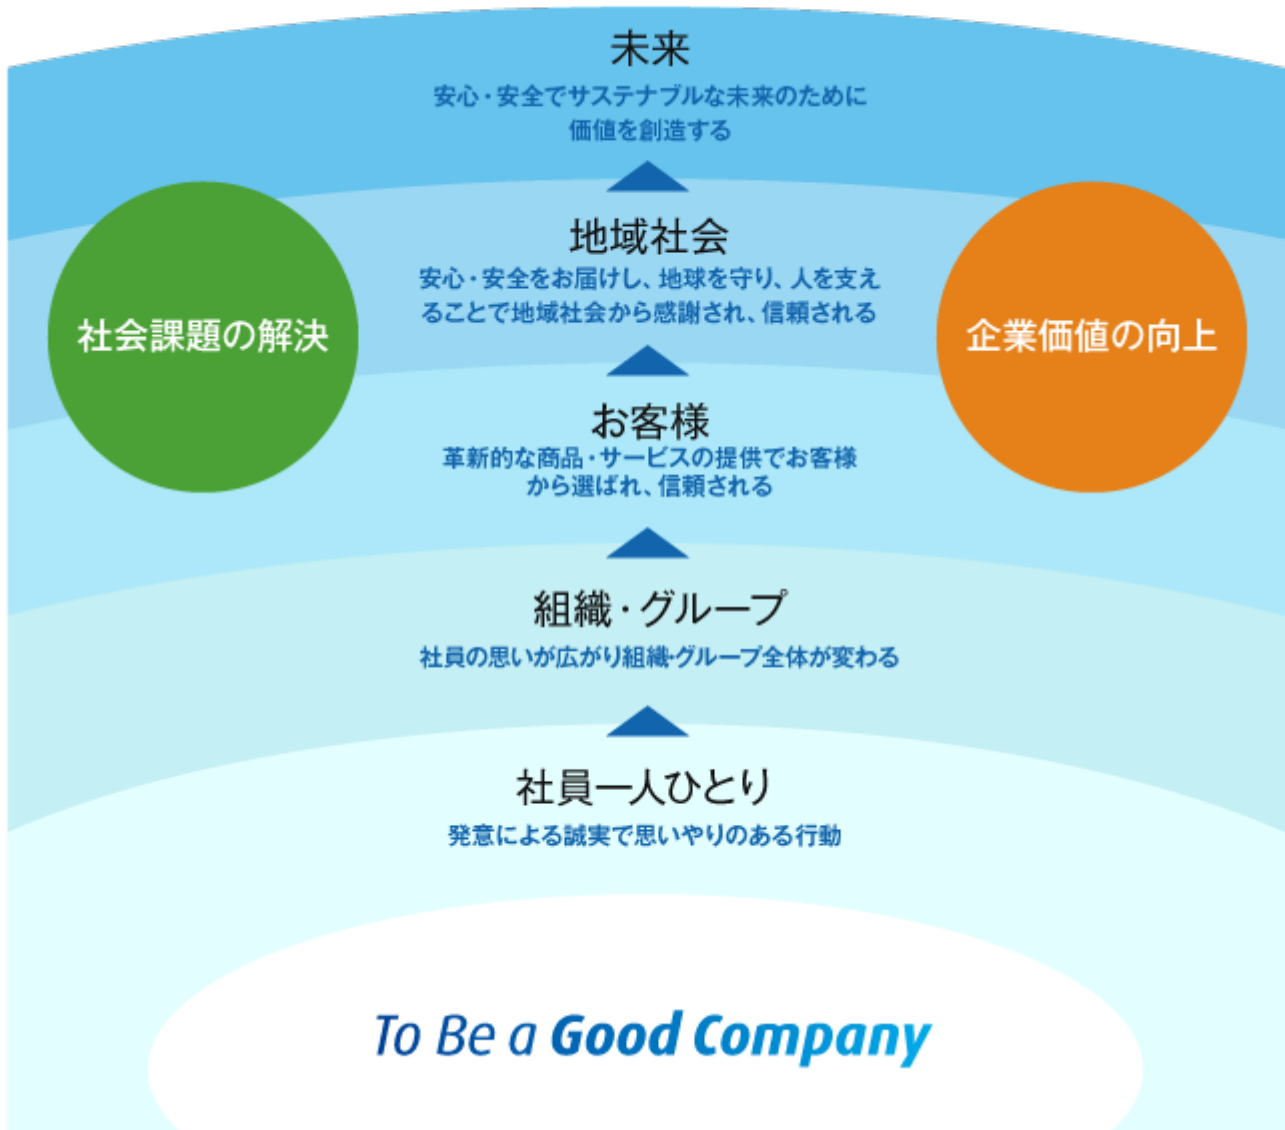 未来
安心・安全でサステナブルな未来のために
価値を創造する
地域社会
安心・安全をお届けし、地球を守り、人を支え
ることで地域社会から感謝され、信頼される
社会課題の解決
企業価値の向上
お客様
革新的な商品・サービスの提供でお客様
から選ばれ、信頼される
組織・グループ
社員の思いが広がり組織・グループ全体が変わる
社員一人ひとり
発意による誠実で思いやりのある行動
To Be a Good Company